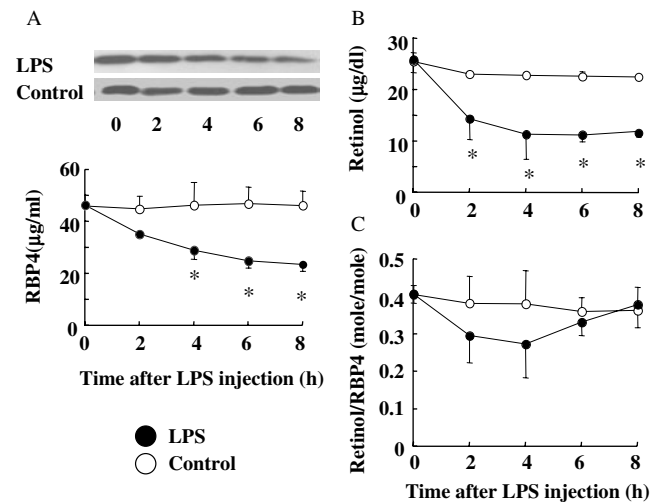 A
LPS
Control
0 2 4 6 8
RBP4(µg/ml)
60
40
20
0
0 2 4 6 8
Time after LPS injection (h)
LPS
Control
B
Retinol (µg/dl)
30
20
10
0
* * * *
0 2 4 6 8
* * *
C
Retinol/RBP4 (mole/mole)
0.4
0.3
0.2
0.1
0
0 2 4 6 8
Time after LPS injection (h)